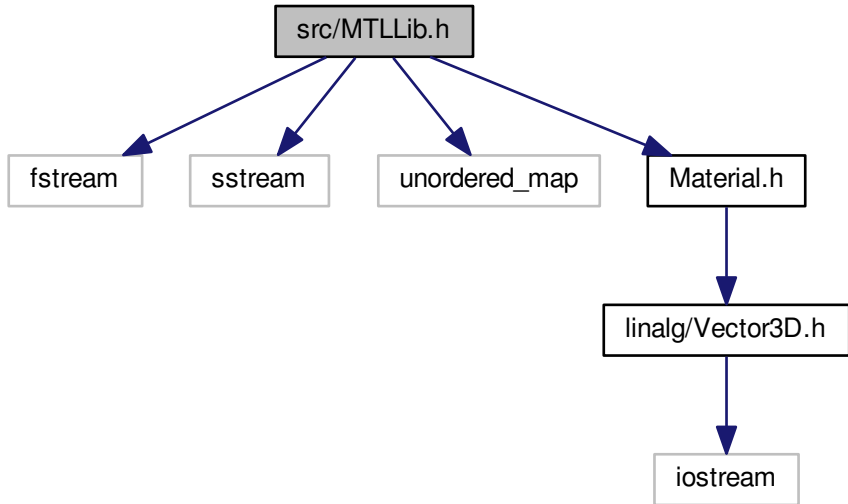 src/MTLLib.h
fstream
sstream
unordered_map
Material.h
linalg/Vector3D.h
iostream